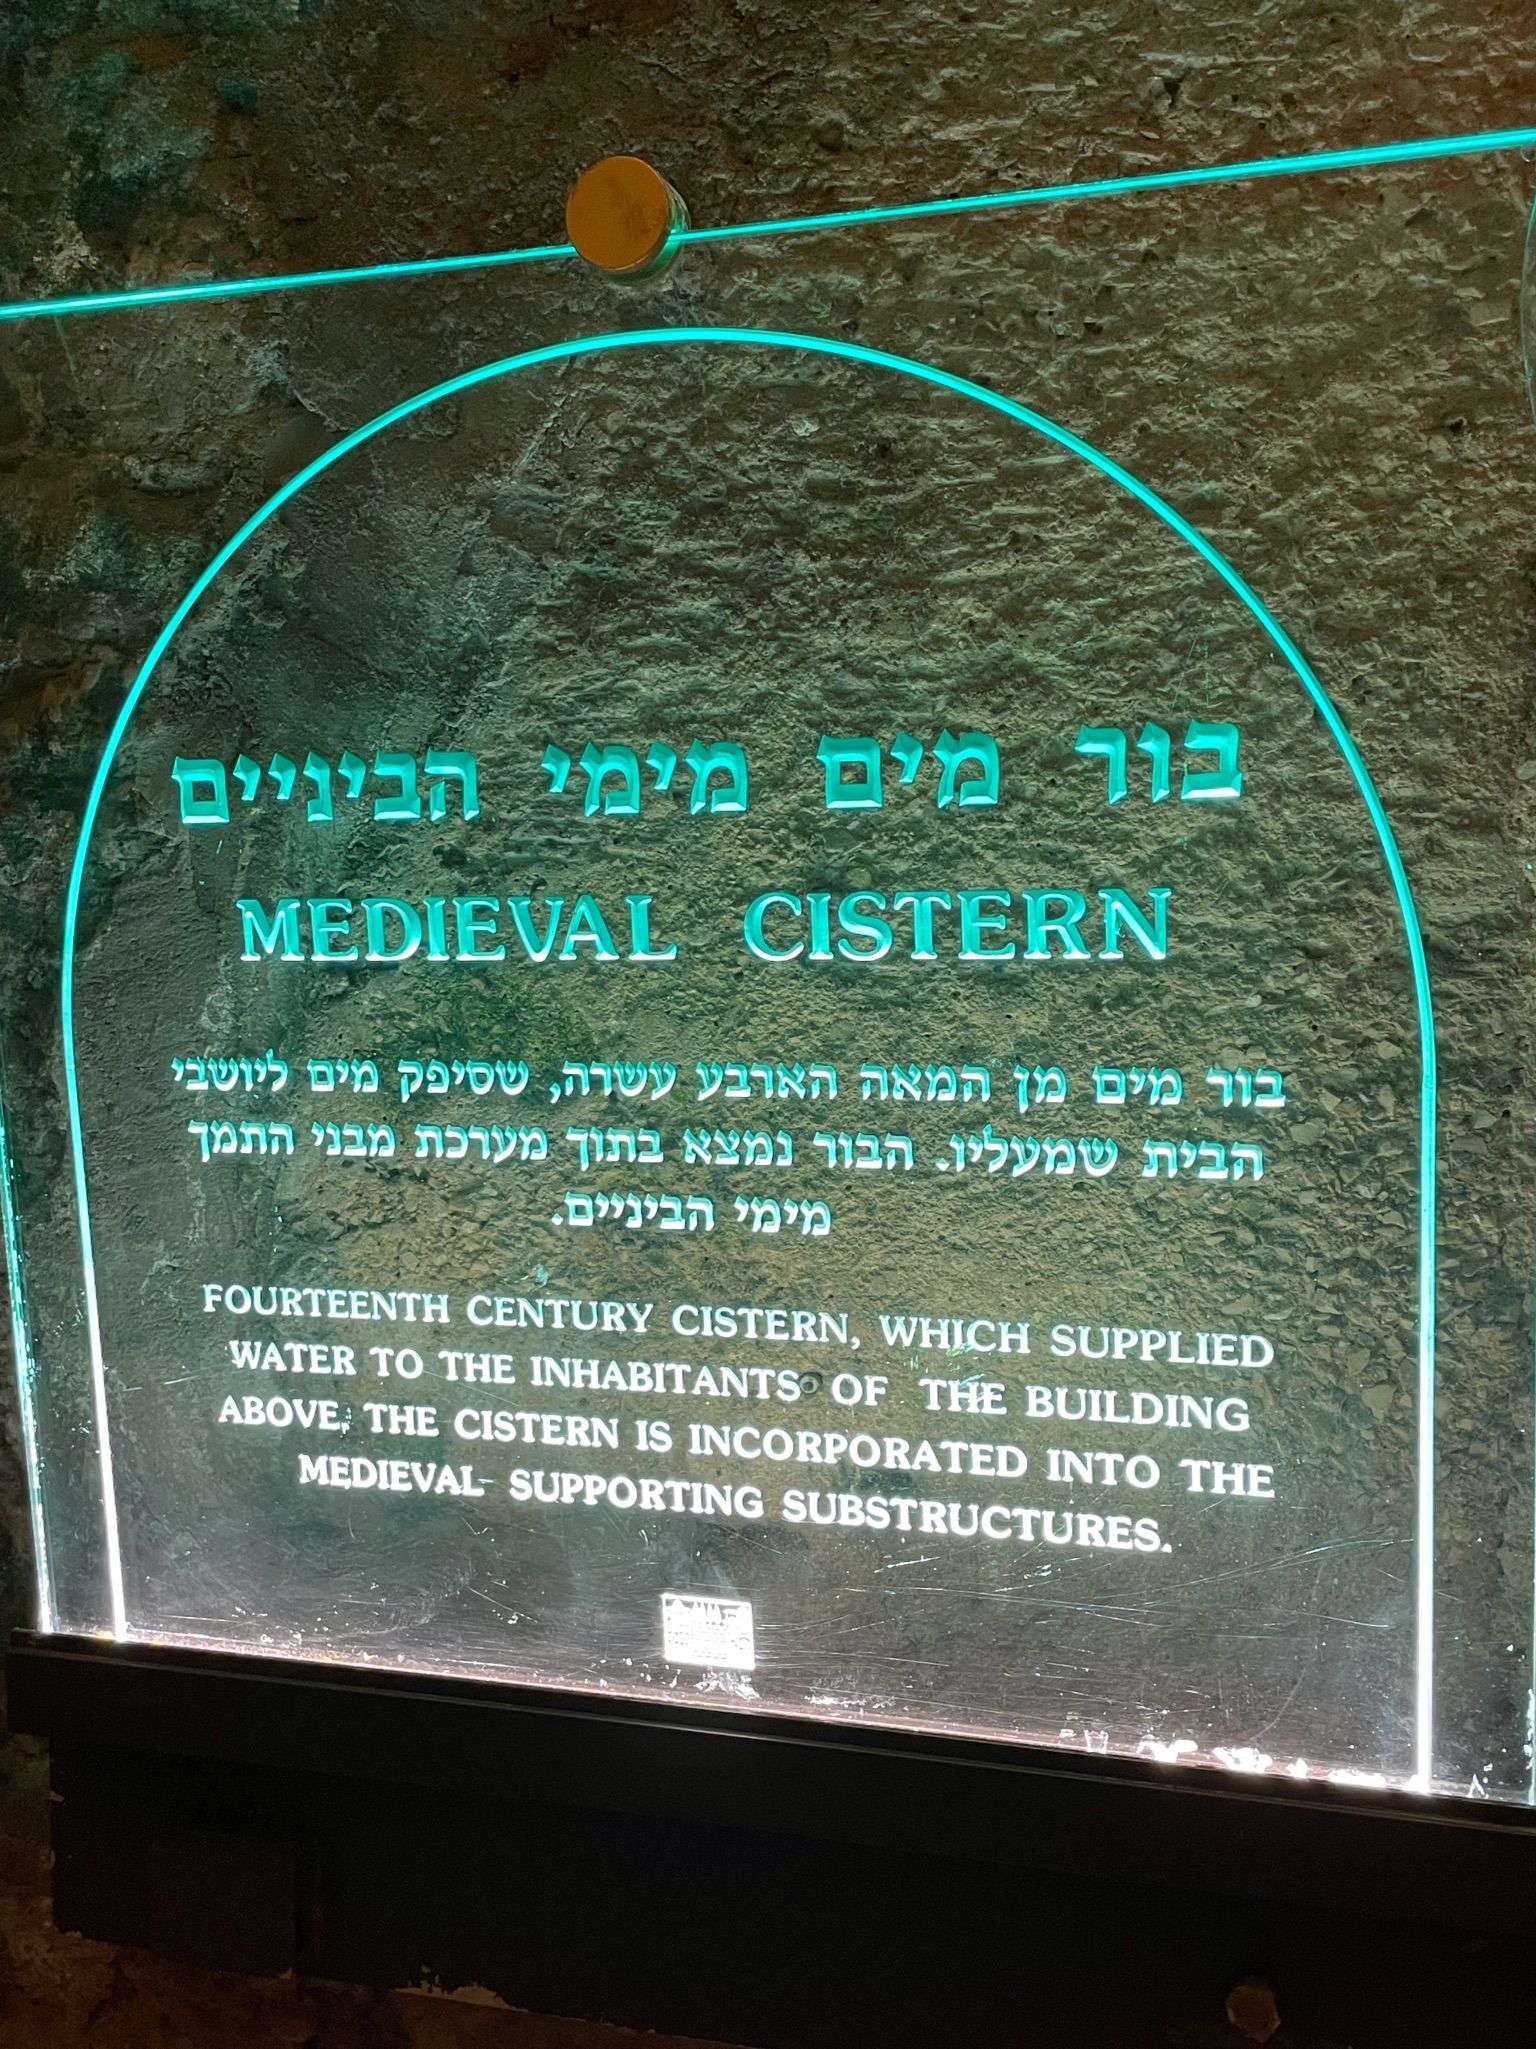 בור מים מימי הביניים
MEDIEVAL CISTERN
בור מים מן המאה הארבע עשרה, שסיפק מים ליושבי
הבית שמעליו. הבור נמצא בתוך מערכת מבני התמך
מימי הביניים.
FOURTEENTH CENTURY CISTERN, WHICH SUPPLIED
WATER TO THE INHABITANTS OF THE BUILDING
ABOVE. THE CISTERN IS INCORPORATED INTO THE
MEDIEVAL SUPPORTING SUBSTRUCTURES.